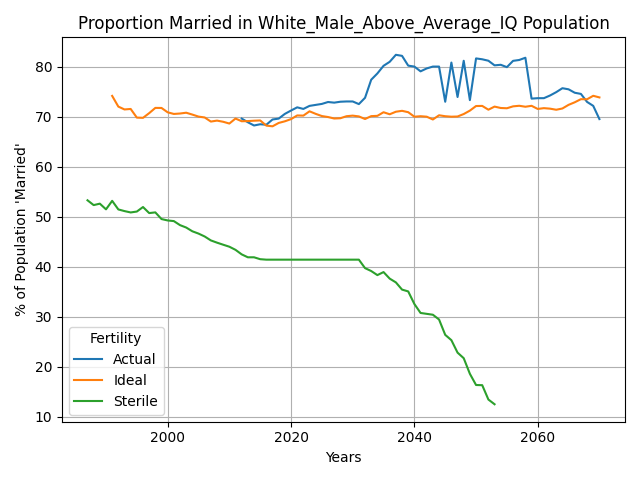 Proportion Married in White_Male_Above_Average_IQ Population
% of Population 'Married'
80
70
60
50
40
30
20
10
Fertility
Actual
Ideal
Sterile
2000 2020 2040 2060
Years